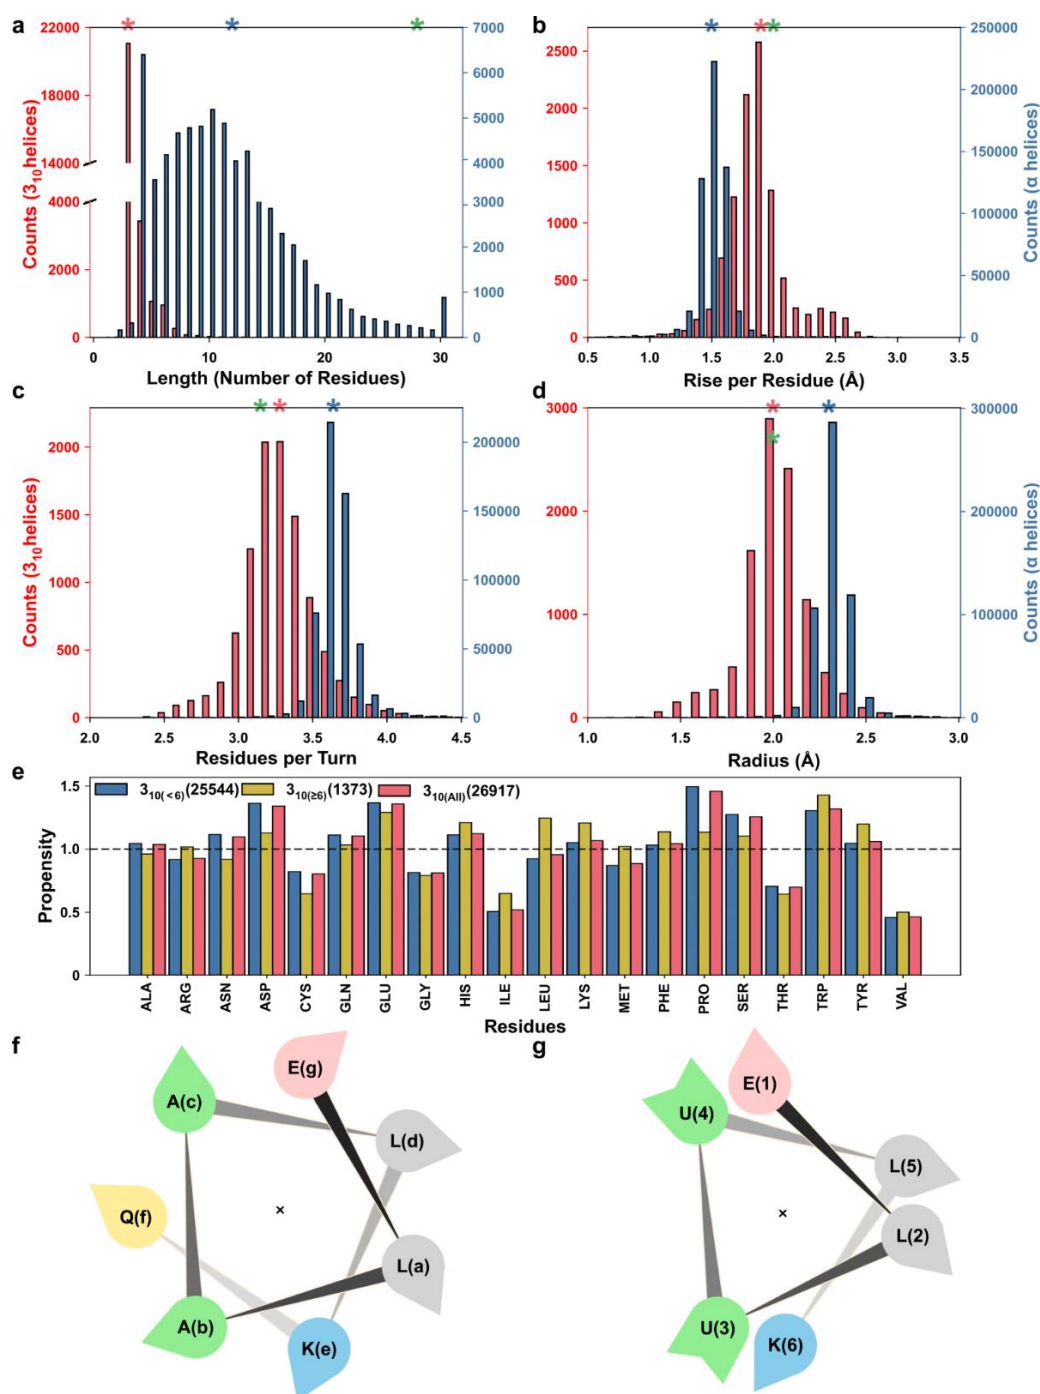 a
22000
18000
14000
4000
2000
0
Counts (3₁₀helices)
7000
6000
5000
4000
3000
2000
1000
0
0 10 20 30
Length (Number of Residues)
b
2500
2000
1500
1000
500
0
250000
200000
150000
100000
50000
0
Counts (α helices)
0.5 1.0 1.5 2.0 2.5 3.0 3.5
Rise per Residue (Å)
c
2000
1500
1000
500
0
Counts (3₁₀helices)
200000
150000
100000
50000
0
2.0 2.5 3.0 3.5 4.0 4.5
Residues per Turn
d
3000
2000
1000
0
300000
200000
100000
0
Counts (α helices)
1.0 1.5 2.0 2.5 3.0
Radius (Å)
e
3₁₀(<6)(25544) 3₁₀(≥6)(1373) 3₁₀(All)(26917)
1.5
1.0
0.5
0
Propensity
ALA ARG ASN ASP CYS GLN GLU GLY HIS ILE LEU LYS MET PHE PRO SER THR TRP TYR VAL
Residues
f
E(g)
A(c)
L(d)
Q(f)
L(a)
A(b)
K(e)
g
E(1)
U(4)
L(5)
L(2)
U(3)
K(6)